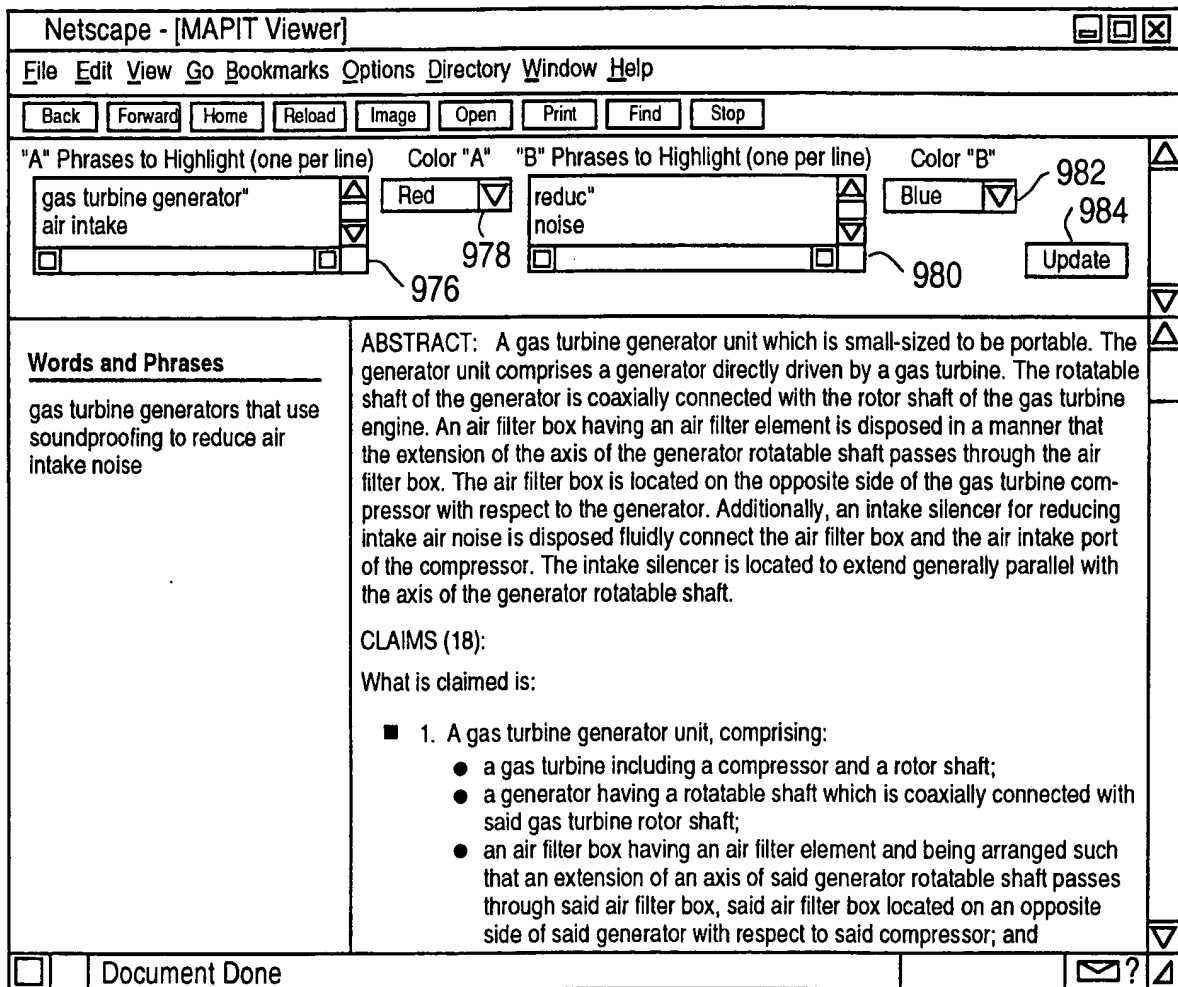 Netscape - [MAPIT Viewer]
File Edit View Go Bookmarks Options Directory Window Help
Back Forward Home Reload Image Open Print Find Stop
"A" Phrases to Highlight (one per line) Color "A" "B" Phrases to Highlight (one per line) Color "B"
gas turbine generator"
air intake
Red
reduc"
noise
Blue
982
984
978
Update
976
980
Words and Phrases
gas turbine generators that use
soundproofing to reduce air
intake noise
ABSTRACT: A gas turbine generator unit which is small-sized to be portable. The
generator unit comprises a generator directly driven by a gas turbine. The rotatable
shaft of the generator is coaxially connected with the rotor shaft of the gas turbine
engine. An air filter box having an air filter element is disposed in a manner that
the extension of the axis of the generator rotatable shaft passes through the air
filter box. The air filter box is located on the opposite side of the gas turbine com-
pressor with respect to the generator. Additionally, an intake silencer for reducing
intake air noise is disposed fluidly connect the air filter box and the air intake port
of the compressor. The intake silencer is located to extend generally parallel with
the axis of the generator rotatable shaft.
CLAIMS (18):
What is claimed is:
■ 1. A gas turbine generator unit, comprising:
● a gas turbine including a compressor and a rotor shaft;
● a generator having a rotatable shaft which is coaxially connected with
said gas turbine rotor shaft;
● an air filter box having an air filter element and being arranged such
that an extension of an axis of said generator rotatable shaft passes
through said air filter box, said air filter box located on an opposite
side of said generator with respect to said compressor; and
Document Done
?